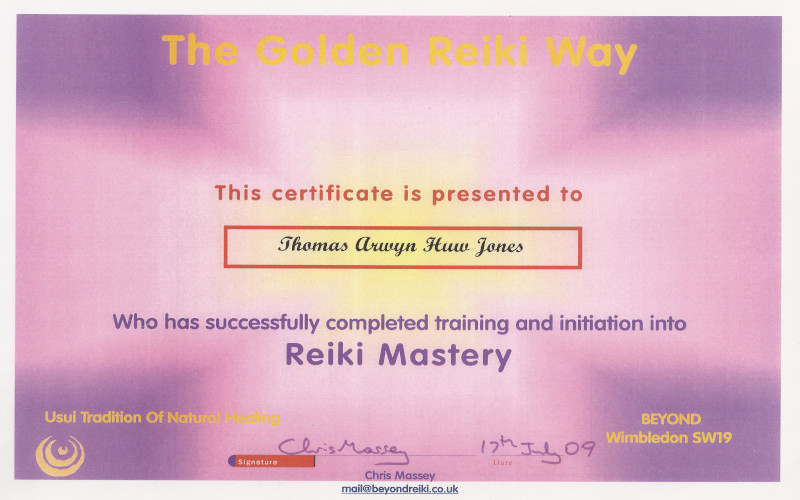 The Golden Reiki Way
This certificate is presented to
Thomas Arwyn Huw Jones
Who has successfully completed training and initiation into
Reiki Mastery
Usui Tradition Of Natural Healing
BEYOND
Wimbledon SW19
Chris Massey
17th July 09
Signature
Date
Chris Massey
mail@beyondreiki.co.uk